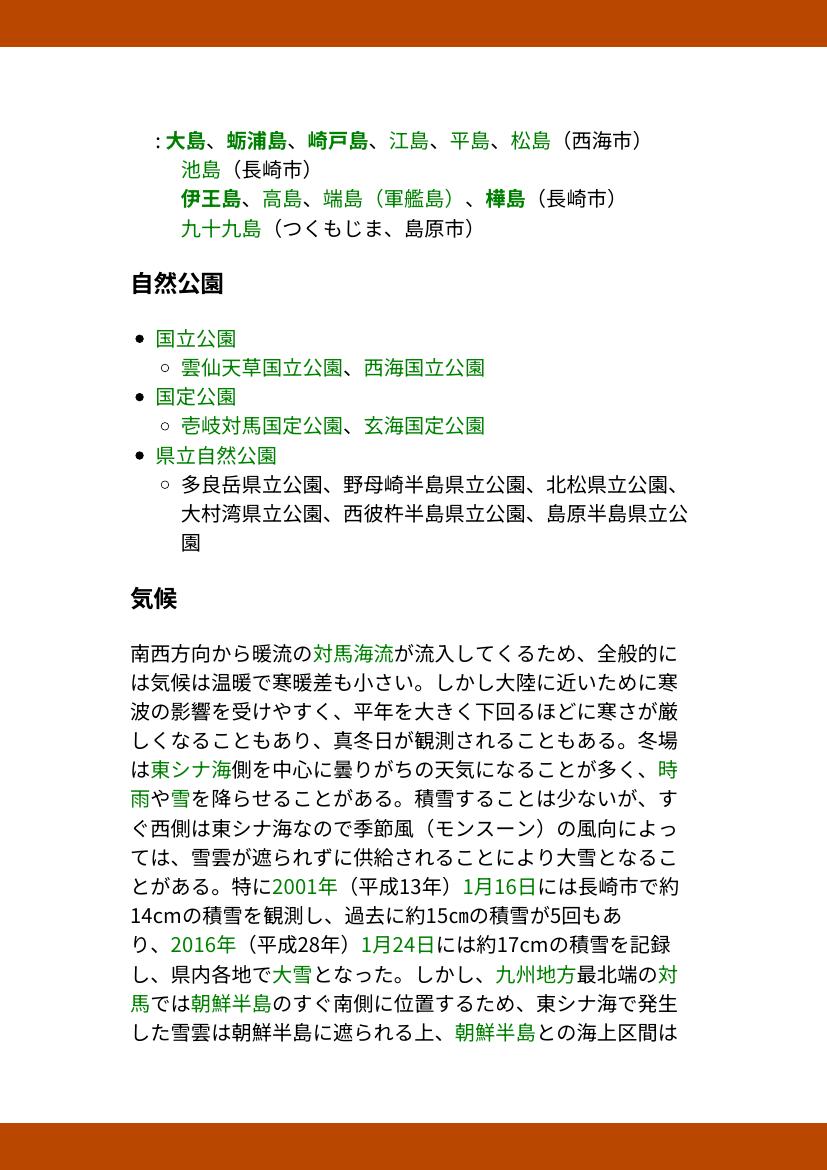 : 大島、蛎浦島、崎戸島、江島、平島、松島（西海市）
池島（長崎市）
伊王島、高島、端島（軍艦島）、樺島（長崎市）
九十九島（つくもじま、島原市）
自然公園
• 国立公園
◦ 雲仙天草国立公園、西海国立公園
• 国定公園
◦ 壱岐対馬国定公園、玄海国定公園
• 県立自然公園
◦ 多良岳県立公園、野母崎半島県立公園、北松県立公園、
大村湾県立公園、西彼杵半島県立公園、島原半島県立公
園
気候
南西方向から暖流の対馬海流が流入してくるため、全般的に
は気候は温暖で寒暖差も小さい。しかし大陸に近いために寒
波の影響を受けやすく、平年を大きく下回るほどに寒さが厳
しくなることもあり、真冬日が観測されることもある。冬場
は東シナ海側を中心に曇りがちの天気になることが多く、時
雨や雪を降らせることがある。積雪することは少ないが、す
ぐ西側は東シナ海なので季節風（モンスーン）の風向によっ
ては、雪雲が遮られずに供給されることにより大雪となるこ
とがある。特に2001年（平成13年）1月16日には長崎市で約
14cmの積雪を観測し、過去に約15㎝の積雪が5回もあ
り、2016年（平成28年）1月24日には約17cmの積雪を記録
し、県内各地で大雪となった。しかし、九州地方最北端の対
馬では朝鮮半島のすぐ南側に位置するため、東シナ海で発生
した雪雲は朝鮮半島に遮られる上、朝鮮半島との海上区間は